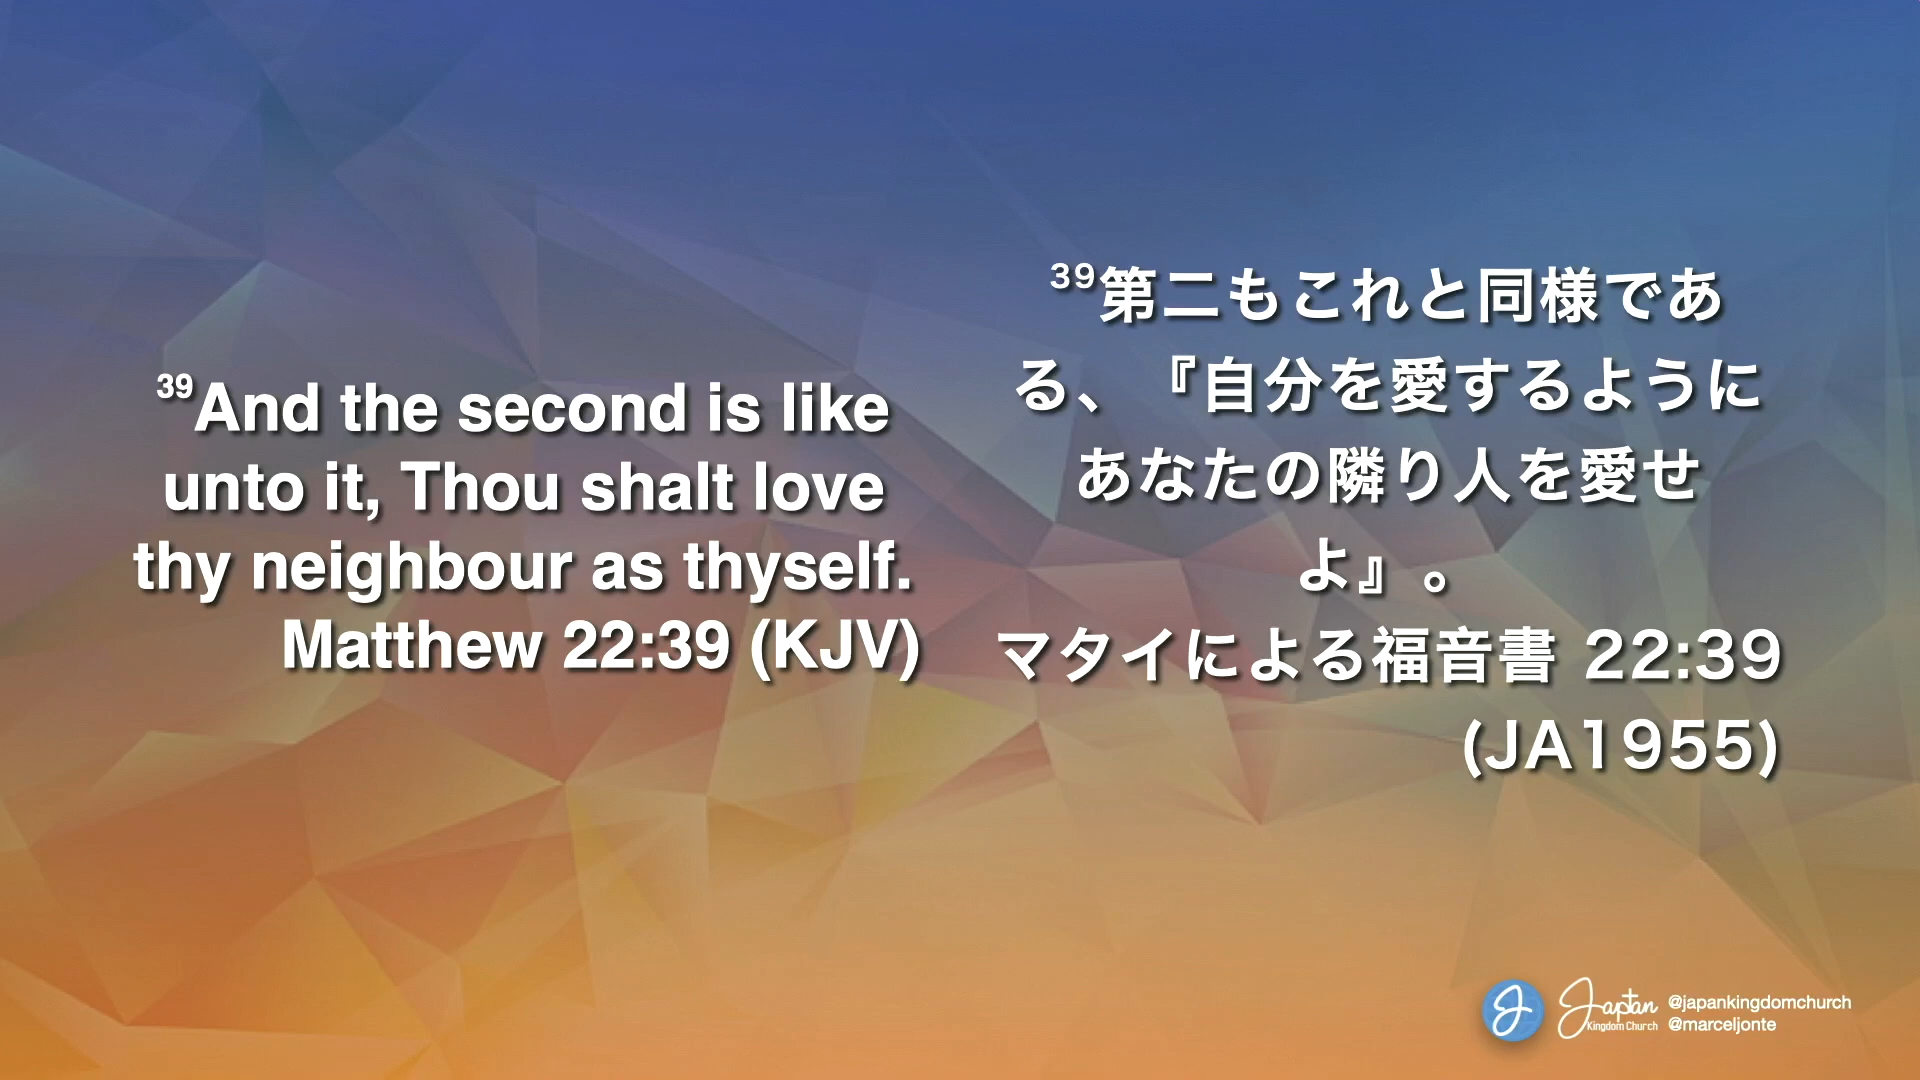 39And the second is like
unto it, Thou shalt love
thy neighbour as thyself.
Matthew 22:39 (KJV)
39第二もこれと同様であ
る、『自分を愛するように
あなたの隣り人を愛せ
よ』。
マタイによる福音書 22:39
(JA1955)
J
Japan
Kingdom Church
@japankingdomchurch
@marceljonte